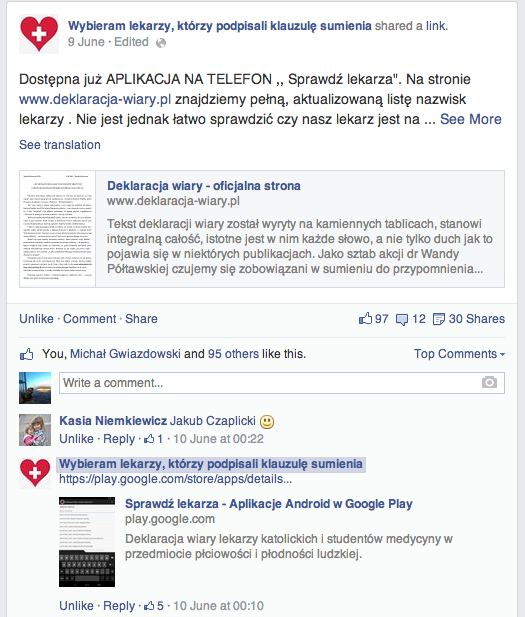 Wybieram lekarzy, którzy podpisali klauzulę sumienia shared a link.
9 June · Edited
Dostępna już APLIKACJA NA TELEFON ,, Sprawdź lekarza". Na stronie
www.deklaracja-wiary.pl znajdziemy pełną, aktualizowaną listę nazwisk
lekarzy . Nie jest jednak łatwo sprawdzić czy nasz lekarz jest na ... See More
See translation
Deklaracja wiary - oficjalna strona
www.deklaracja-wiary.pl
Tekst deklaracji wiary został wyryty na kamiennych tablicach, stanowi
integralną całość, istotne jest w nim każde słowo, a nie tylko duch jak to
pojawia się w niektórych publikacjach. Jako sztab akcji dr Wandy
Półtawskiej czujemy się zobowiązani w sumieniu do przypomnienia...
Unlike · Comment · Share
97 12 30 Shares
You, Michał Gwiazdowski and 95 others like this.
Top Comments
Write a comment...
Kasia Niemkiewicz Jakub Czaplicki
Unlike · Reply · 1 · 10 June at 00:22
Wybieram lekarzy, którzy podpisali klauzulę sumienia
https://play.google.com/store/apps/details...
Sprawdź lekarza - Aplikacje Android w Google Play
play.google.com
Deklaracja wiary lekarzy katolickich i studentów medycyny w
przedmiocie płciowości i płodności ludzkiej.
Unlike · Reply · 5 · 10 June at 00:10